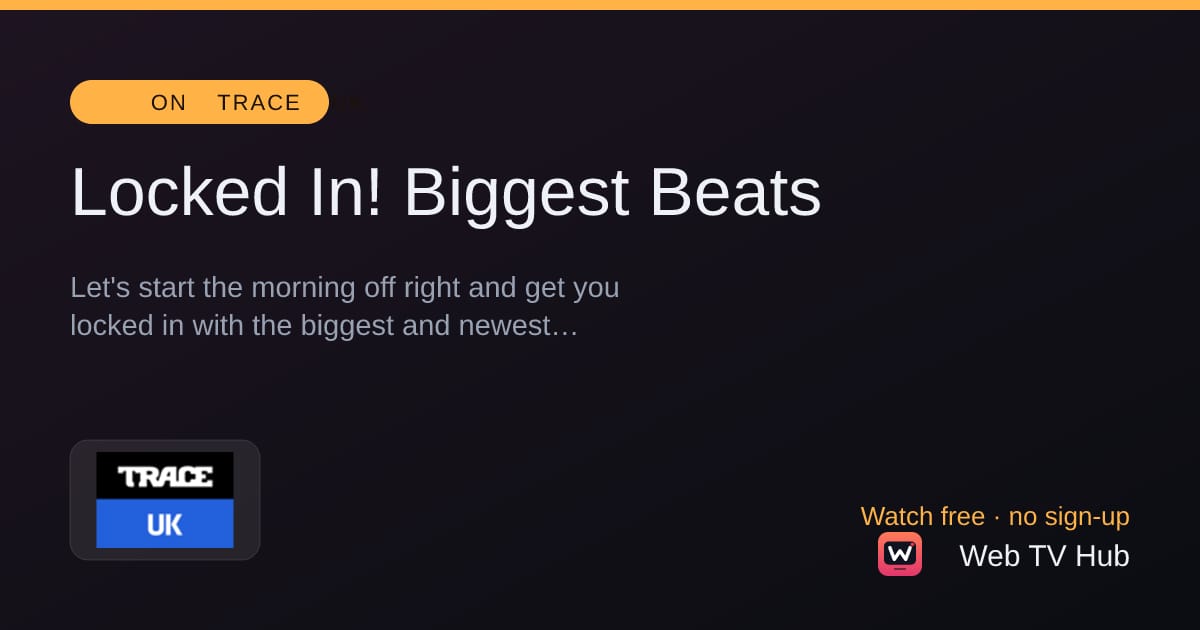 ON TRACE
Locked In! Biggest Beats
Let's start the morning off right and get you
locked in with the biggest and newest…
TRACE
UK
Watch free · no sign-up
W
Web TV Hub